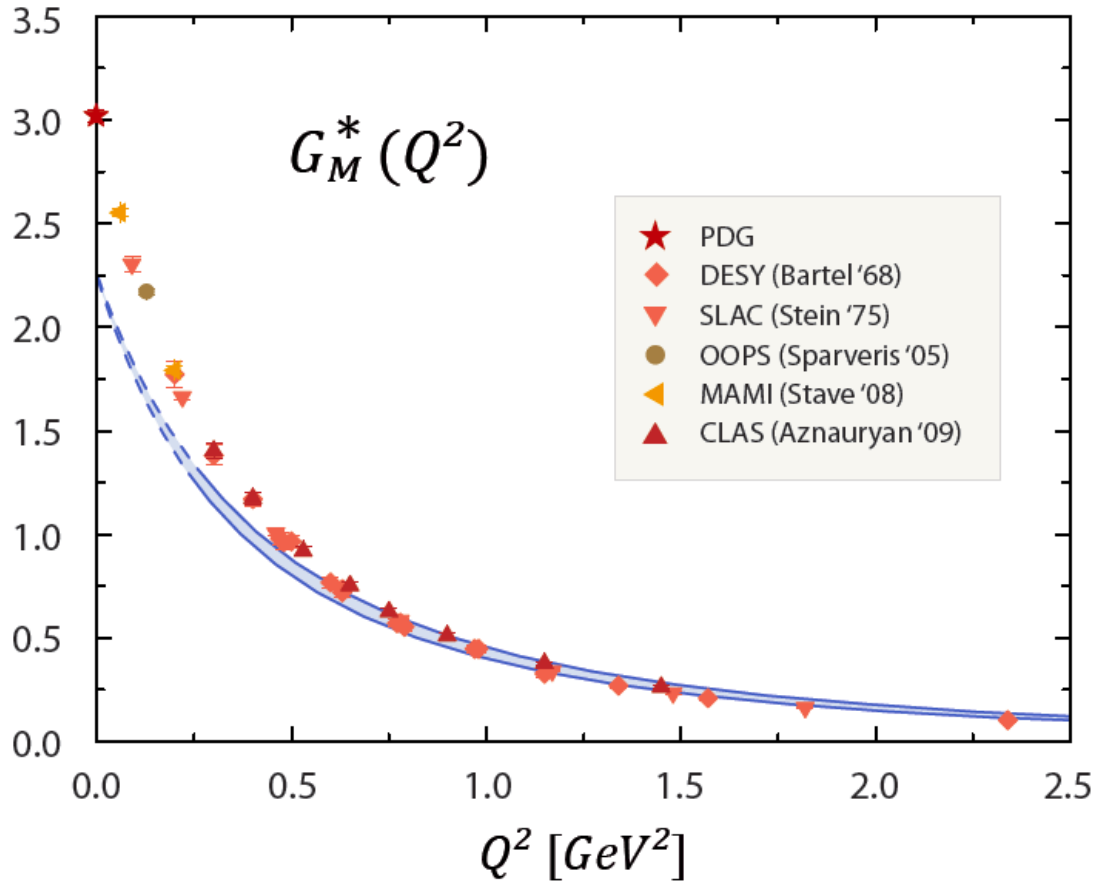 3.5
3.0
2.5
2.0
1.5
1.0
0.5
0.0
G*M (Q²)
PDG
DESY (Bartel ‘68)
SLAC (Stein ‘75)
OOPS (Sparveris ‘05)
MAMI (Stave ‘08)
CLAS (Aznauryan ‘09)
0.0 0.5 1.0 1.5 2.0 2.5
Q² [GeV²]